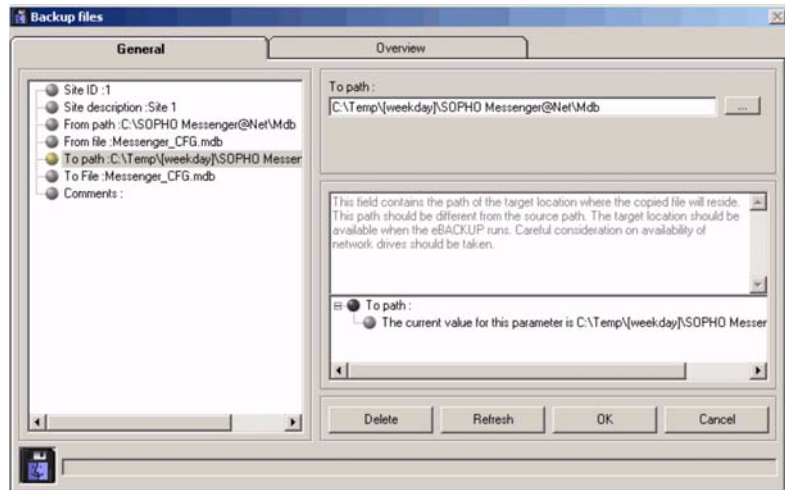 Backup files
General
Overview
Site ID :1
Site description :Site 1
From path :C:\SOPHO Messenger@Net\Mdb
From file :Messenger_CFG.mdb
To path :C:\Temp\[weekday]\SOPHO Messer
To File :Messenger_CFG.mdb
Comments :
To path :
C:\Temp\[weekday]\SOPHO Messenger@Net\Mdb
...
This field contains the path of the target location where the copied file will reside.
This path should be different from the source path. The target location should be
available when the eBACKUP runs. Careful consideration on availability of
network drives should be taken.
To path :
The current value for this parameter is C:\Temp\[weekday]\SOPHO Messer
Delete
Refresh
OK
Cancel